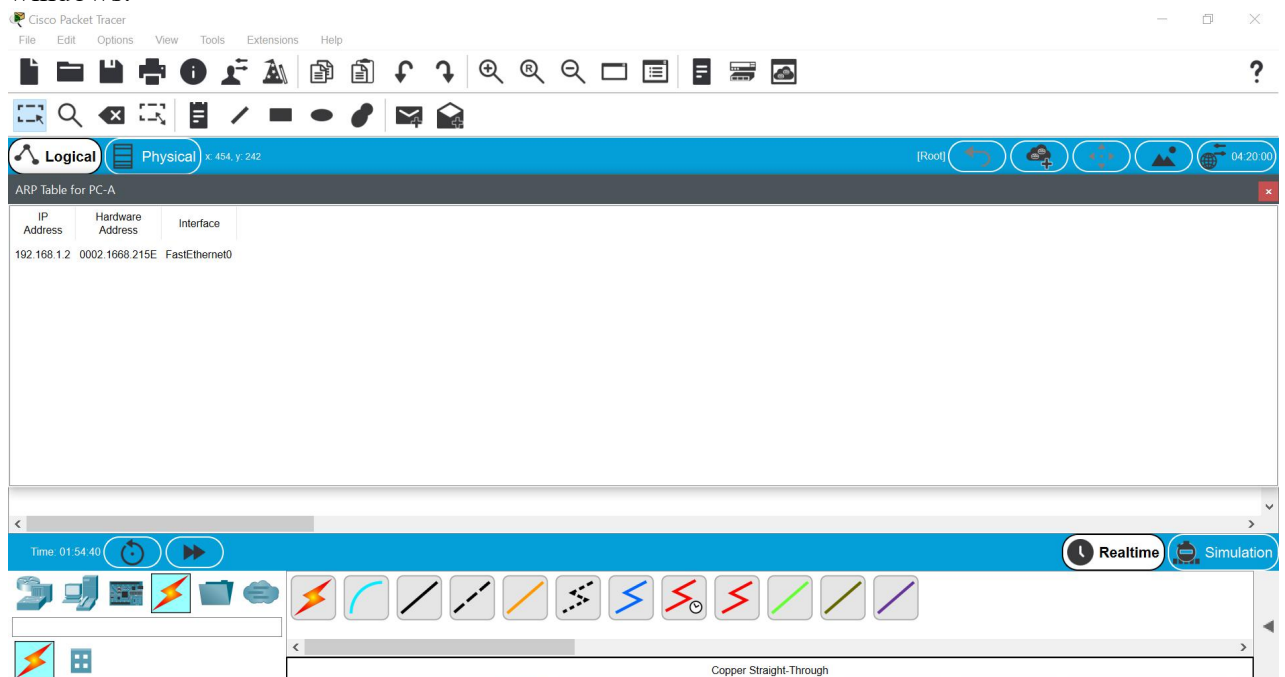 Cisco Packet Tracer
File Edit Options View Tools Extensions Help
Logical Physical x: 454, y: 242 [Root] 04:20:00
ARP Table for PC-A
IP Address Hardware Address Interface
192.168.1.2 0002.1668.215E FastEthernet0
Time: 01:54:40 Realtime Simulation
Copper Straight-Through